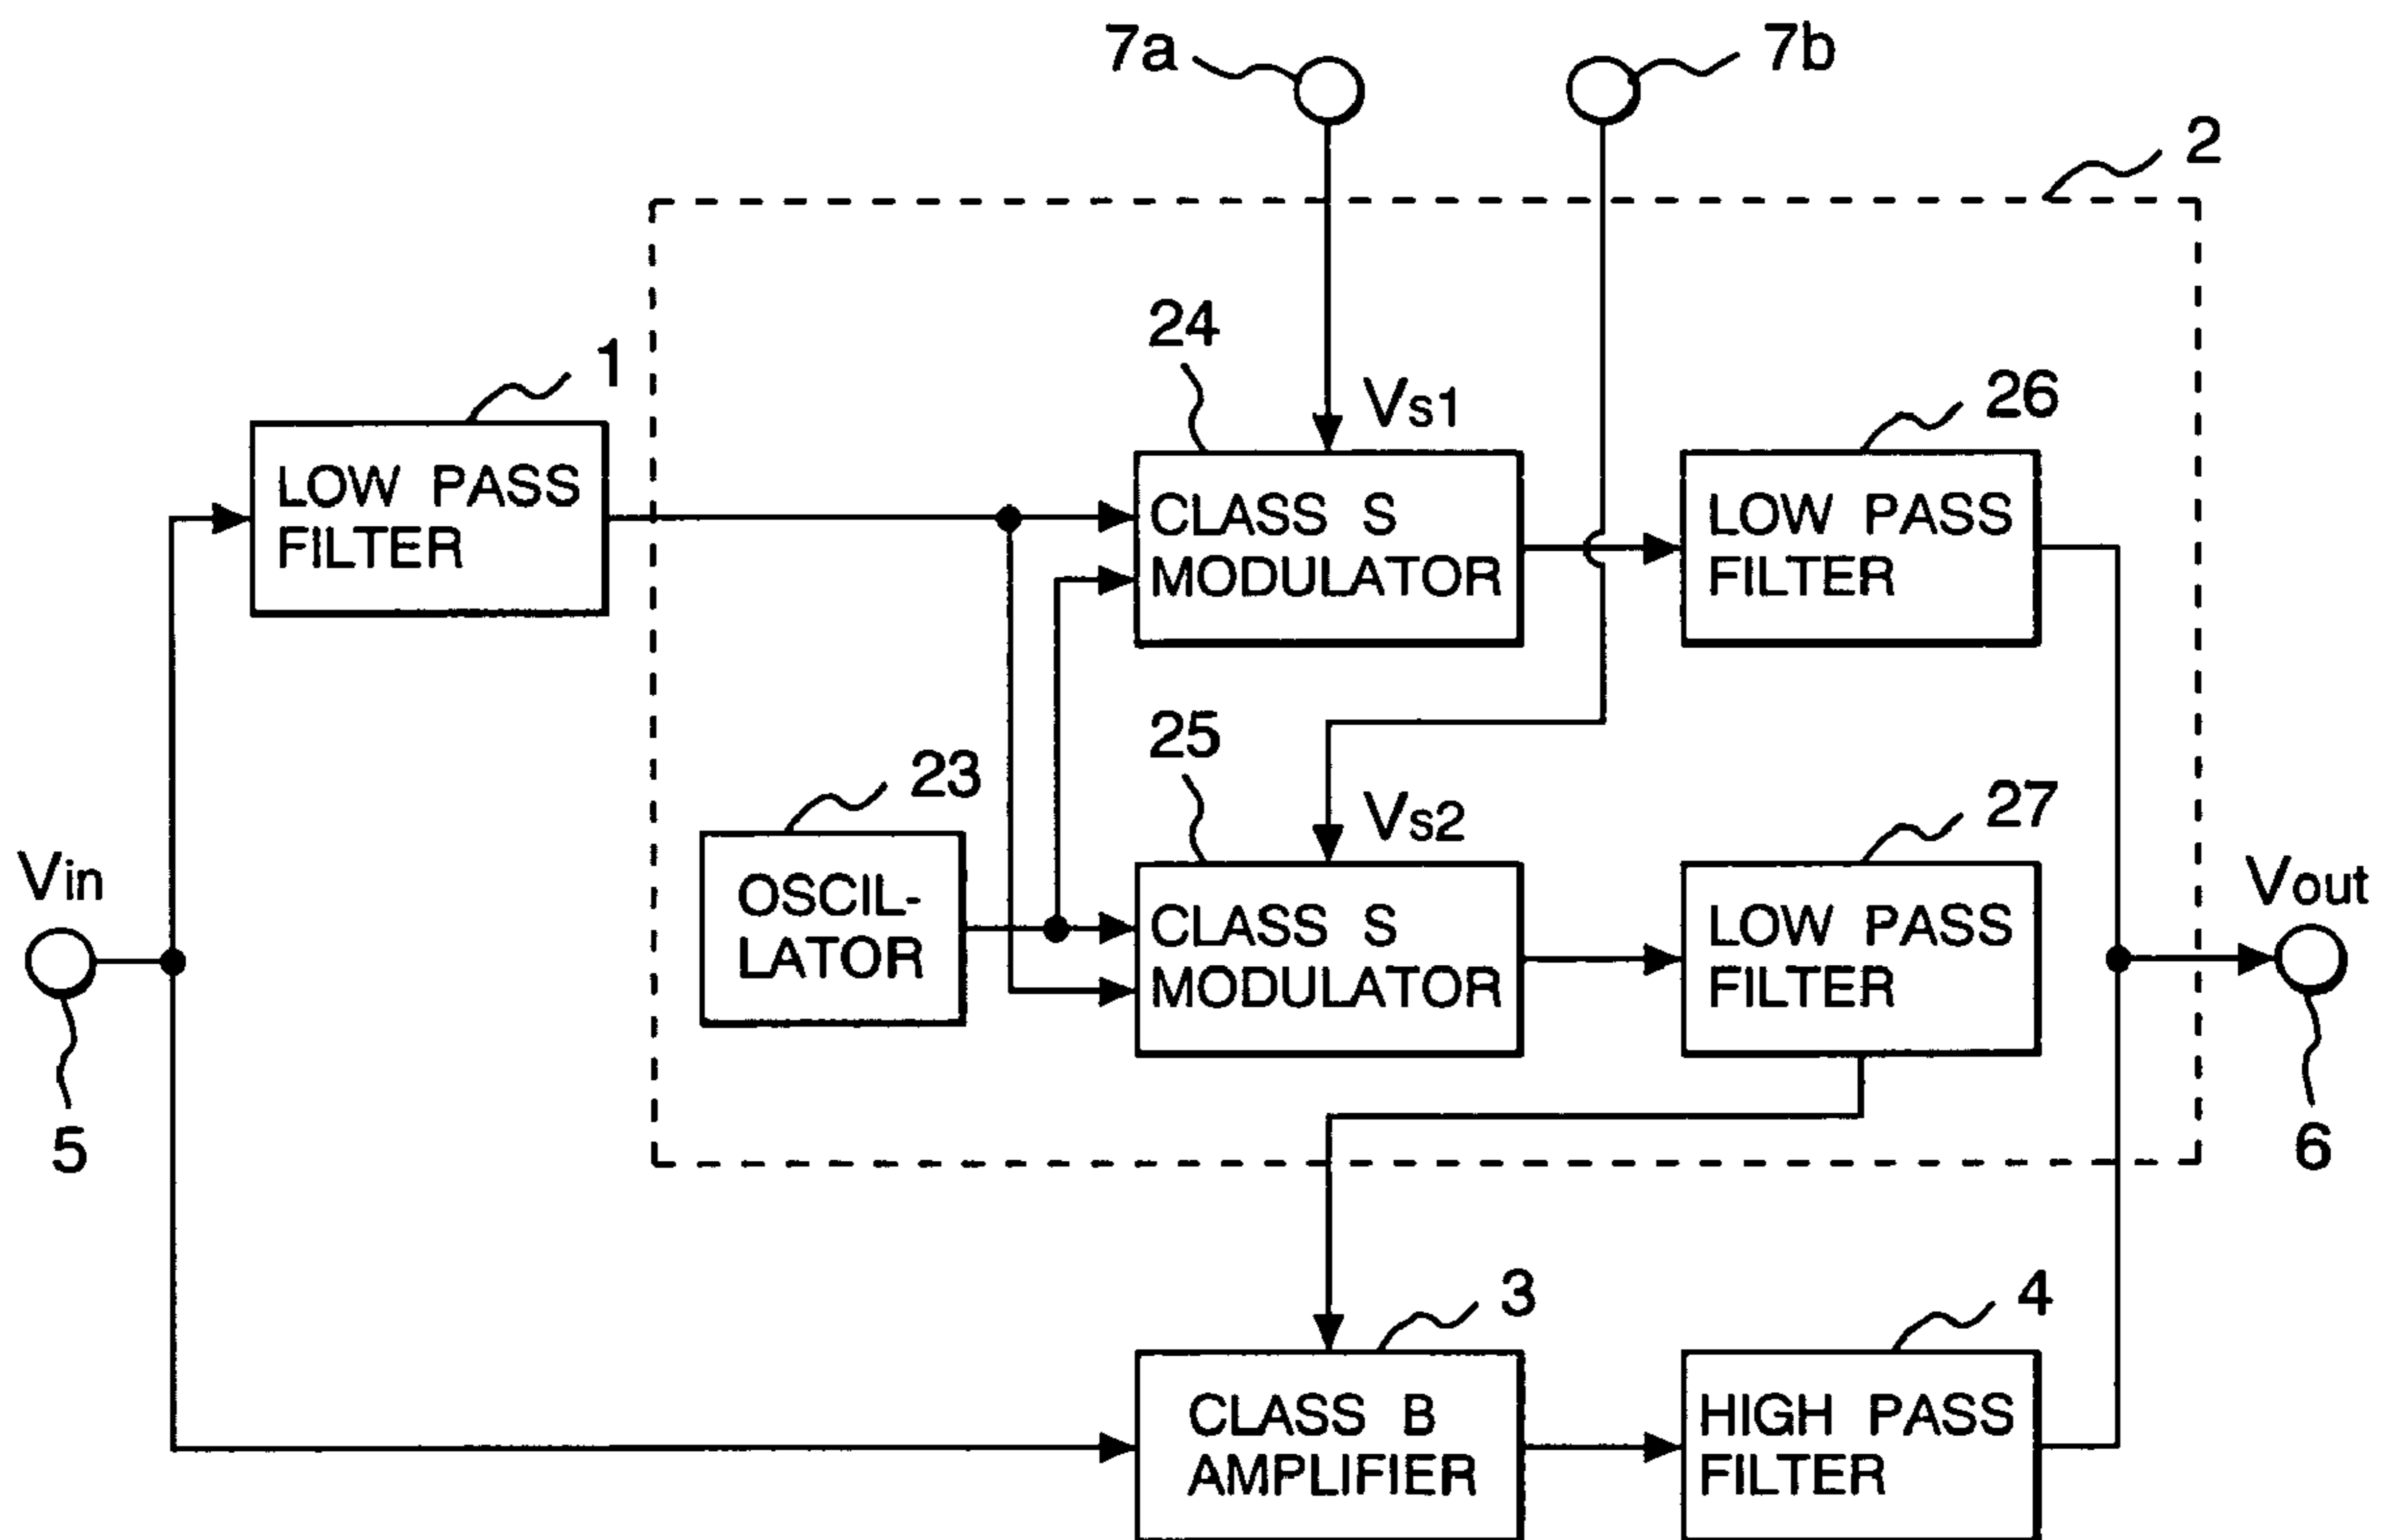 7a
7b
2
24
1
Vs1
26
LOW PASS
FILTER
CLASS S
MODULATOR
LOW PASS
FILTER
25
23
Vs2
27
Vin
OSCIL-
LATOR
CLASS S
MODULATOR
LOW PASS
FILTER
Vout
5
6
3
4
CLASS B
AMPLIFIER
HIGH PASS
FILTER